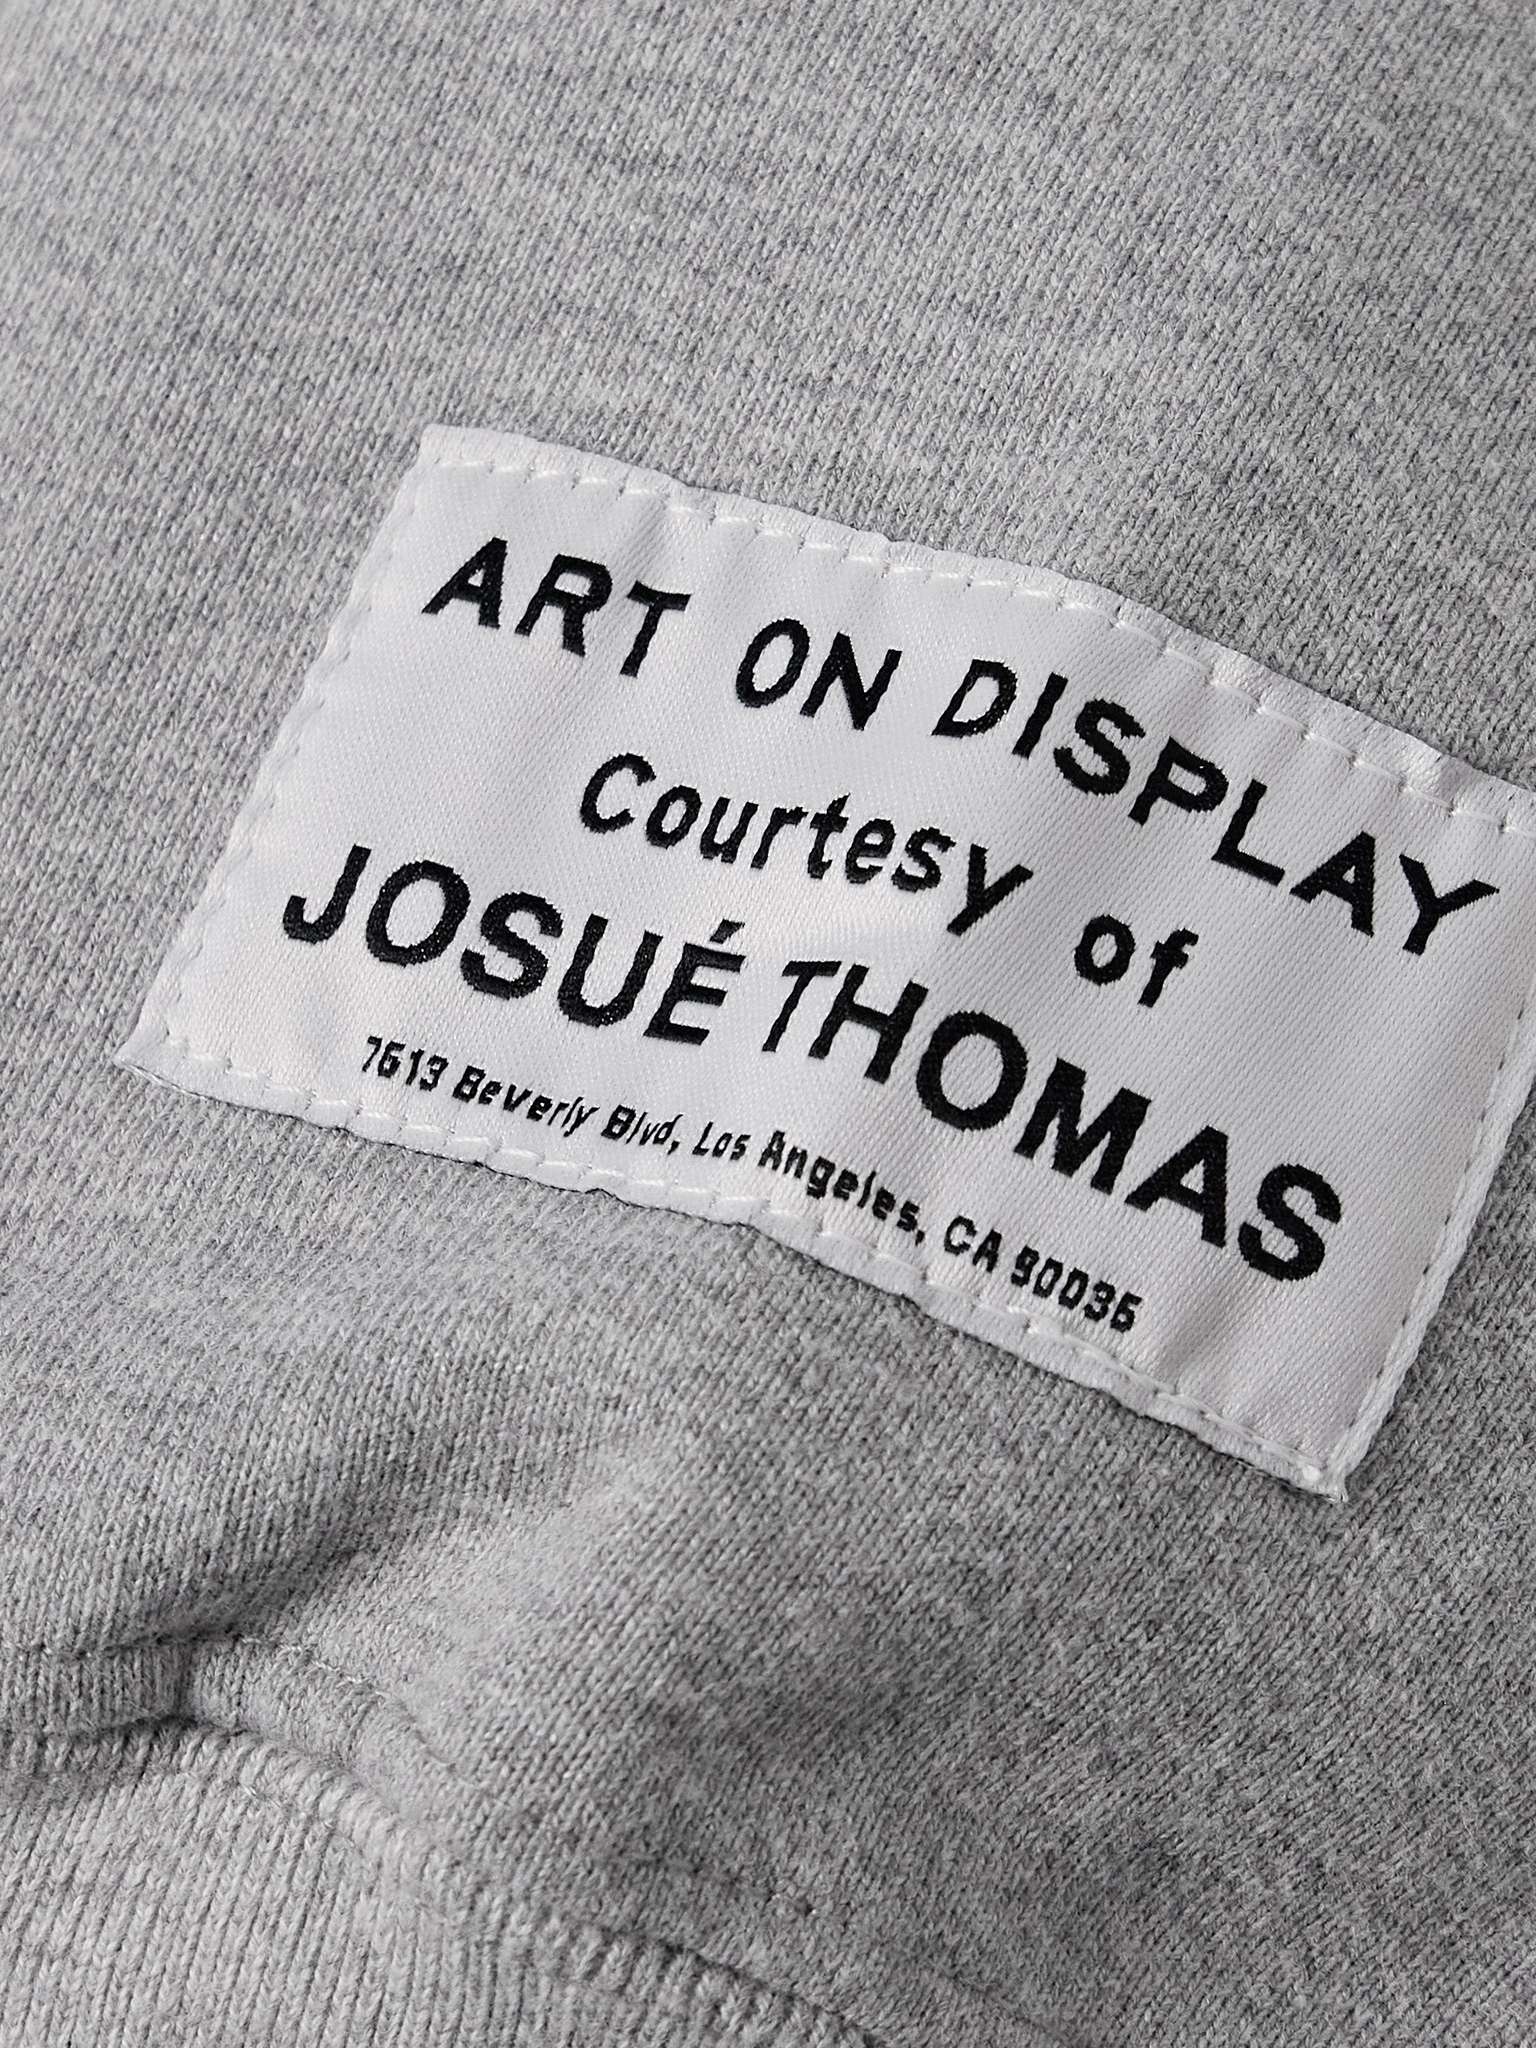 ART ON DISPLAY
Courtesy of
JOSUÉ THOMAS
7613 Beverly Blvd, Los Angeles, CA 90036